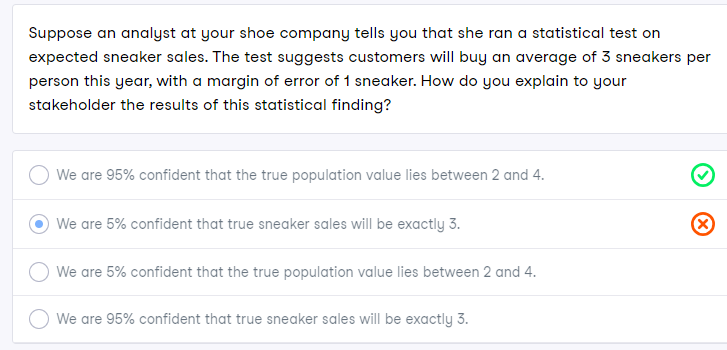 Suppose an analyst at your shoe company tells you that she ran a statistical test on
expected sneaker sales. The test suggests customers will buy an average of 3 sneakers per
person this year, with a margin of error of 1 sneaker. How do you explain to your
stakeholder the results of this statistical finding?
We are 95% confident that the true population value lies between 2 and 4.
We are 5% confident that true sneaker sales will be exactly 3.
We are 5% confident that the true population value lies between 2 and 4.
We are 95% confident that true sneaker sales will be exactly 3.